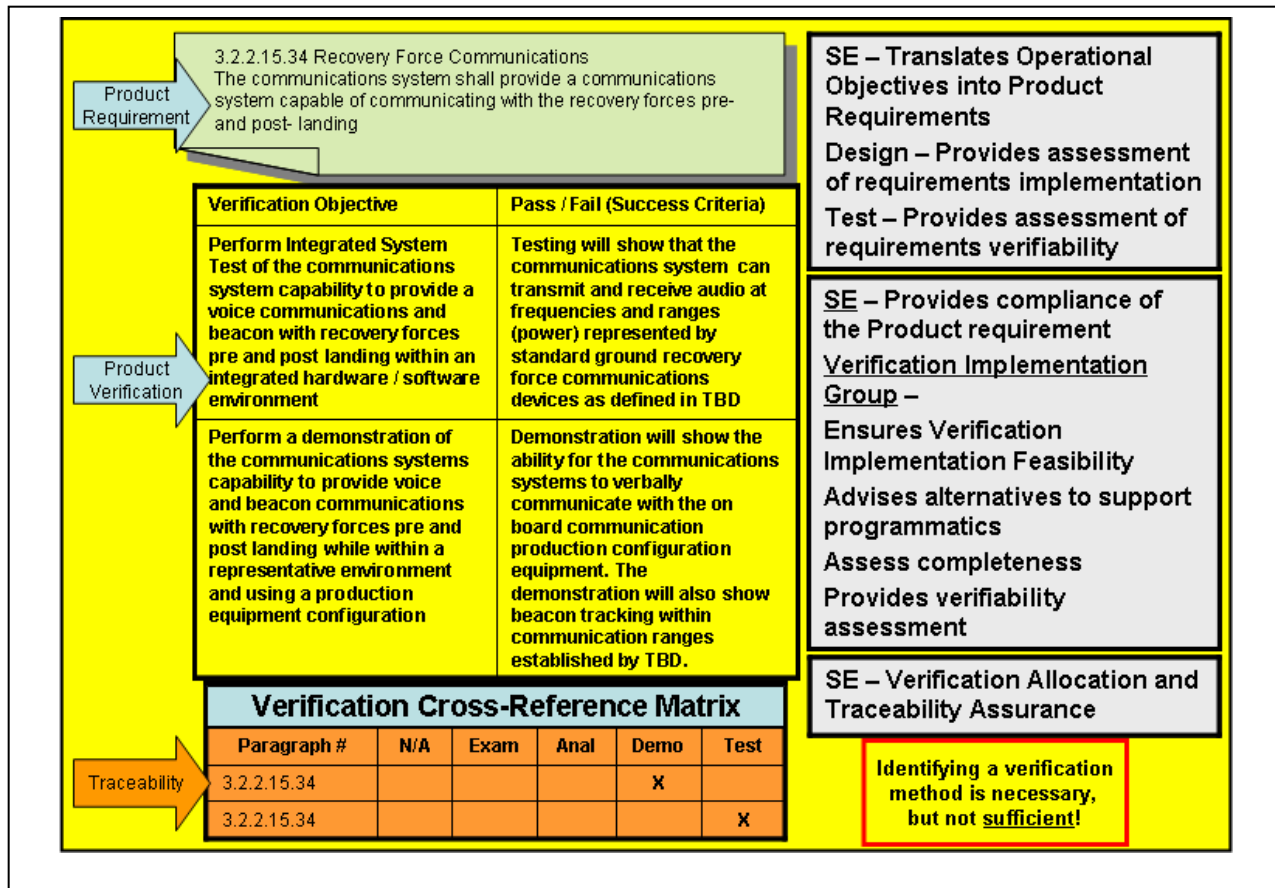 Product
Requirement
3.2.2.15.34 Recovery Force Communications
The communications system shall provide a communications
system capable of communicating with the recovery forces pre-
and post- landing
Product
Verification
Verification Objective
Pass / Fail (Success Criteria)
Perform Integrated System
Test of the communications
system capability to provide a
voice communications and
beacon with recovery forces
pre and post landing within an
integrated hardware / software
environment
Testing will show that the
communications system can
transmit and receive audio at
frequencies and ranges
(power) represented by
standard ground recovery
force communications
devices as defined in TBD
Perform a demonstration of
the communications systems
capability to provide voice
and beacon communications
with recovery forces pre and
post landing while within a
representative environment
and using a production
equipment configuration
Demonstration will show the
ability for the communications
systems to verbally
communicate with the on
board communication
production configuration
equipment. The
demonstration will also show
beacon tracking within
communication ranges
established by TBD.
Traceability
Verification Cross-Reference Matrix
Paragraph # N/A Exam Anal Demo Test
3.2.2.15.34 X
3.2.2.15.34 X
SE – Translates Operational
Objectives into Product
Requirements
Design – Provides assessment
of requirements implementation
Test – Provides assessment of
requirements verifiability
SE – Provides compliance of
the Product requirement
Verification Implementation
Group –
Ensures Verification
Implementation Feasibility
Advises alternatives to support
programmatics
Assess completeness
Provides verifiability
assessment
SE – Verification Allocation and
Traceability Assurance
Identifying a verification
method is necessary,
but not sufficient!